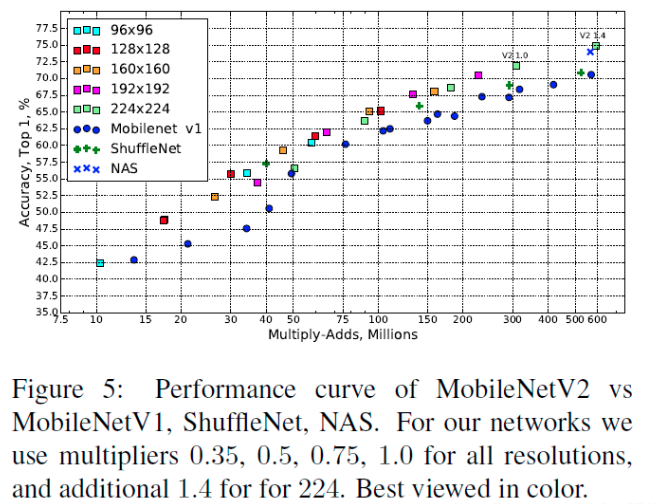 77.5
75.0
72.5
70.0
67.5
65.0
62.5
60.0
57.5
55.0
52.5
50.0
47.5
45.0
42.5
40.0
37.5
35.0
Accuracy, Top 1, %
96x96
128x128
160x160
192x192
224x224
Mobilenet v1
ShuffleNet
NAS
V2 1.0
V2 1.4
7.5 10 15 20 30 40 50 75 100 150 200 300 400 500 600
Multiply-Adds, Millions
Figure 5: Performance curve of MobileNetV2 vs
MobileNetV1, ShuffleNet, NAS. For our networks we
use multipliers 0.35, 0.5, 0.75, 1.0 for all resolutions,
and additional 1.4 for for 224. Best viewed in color.